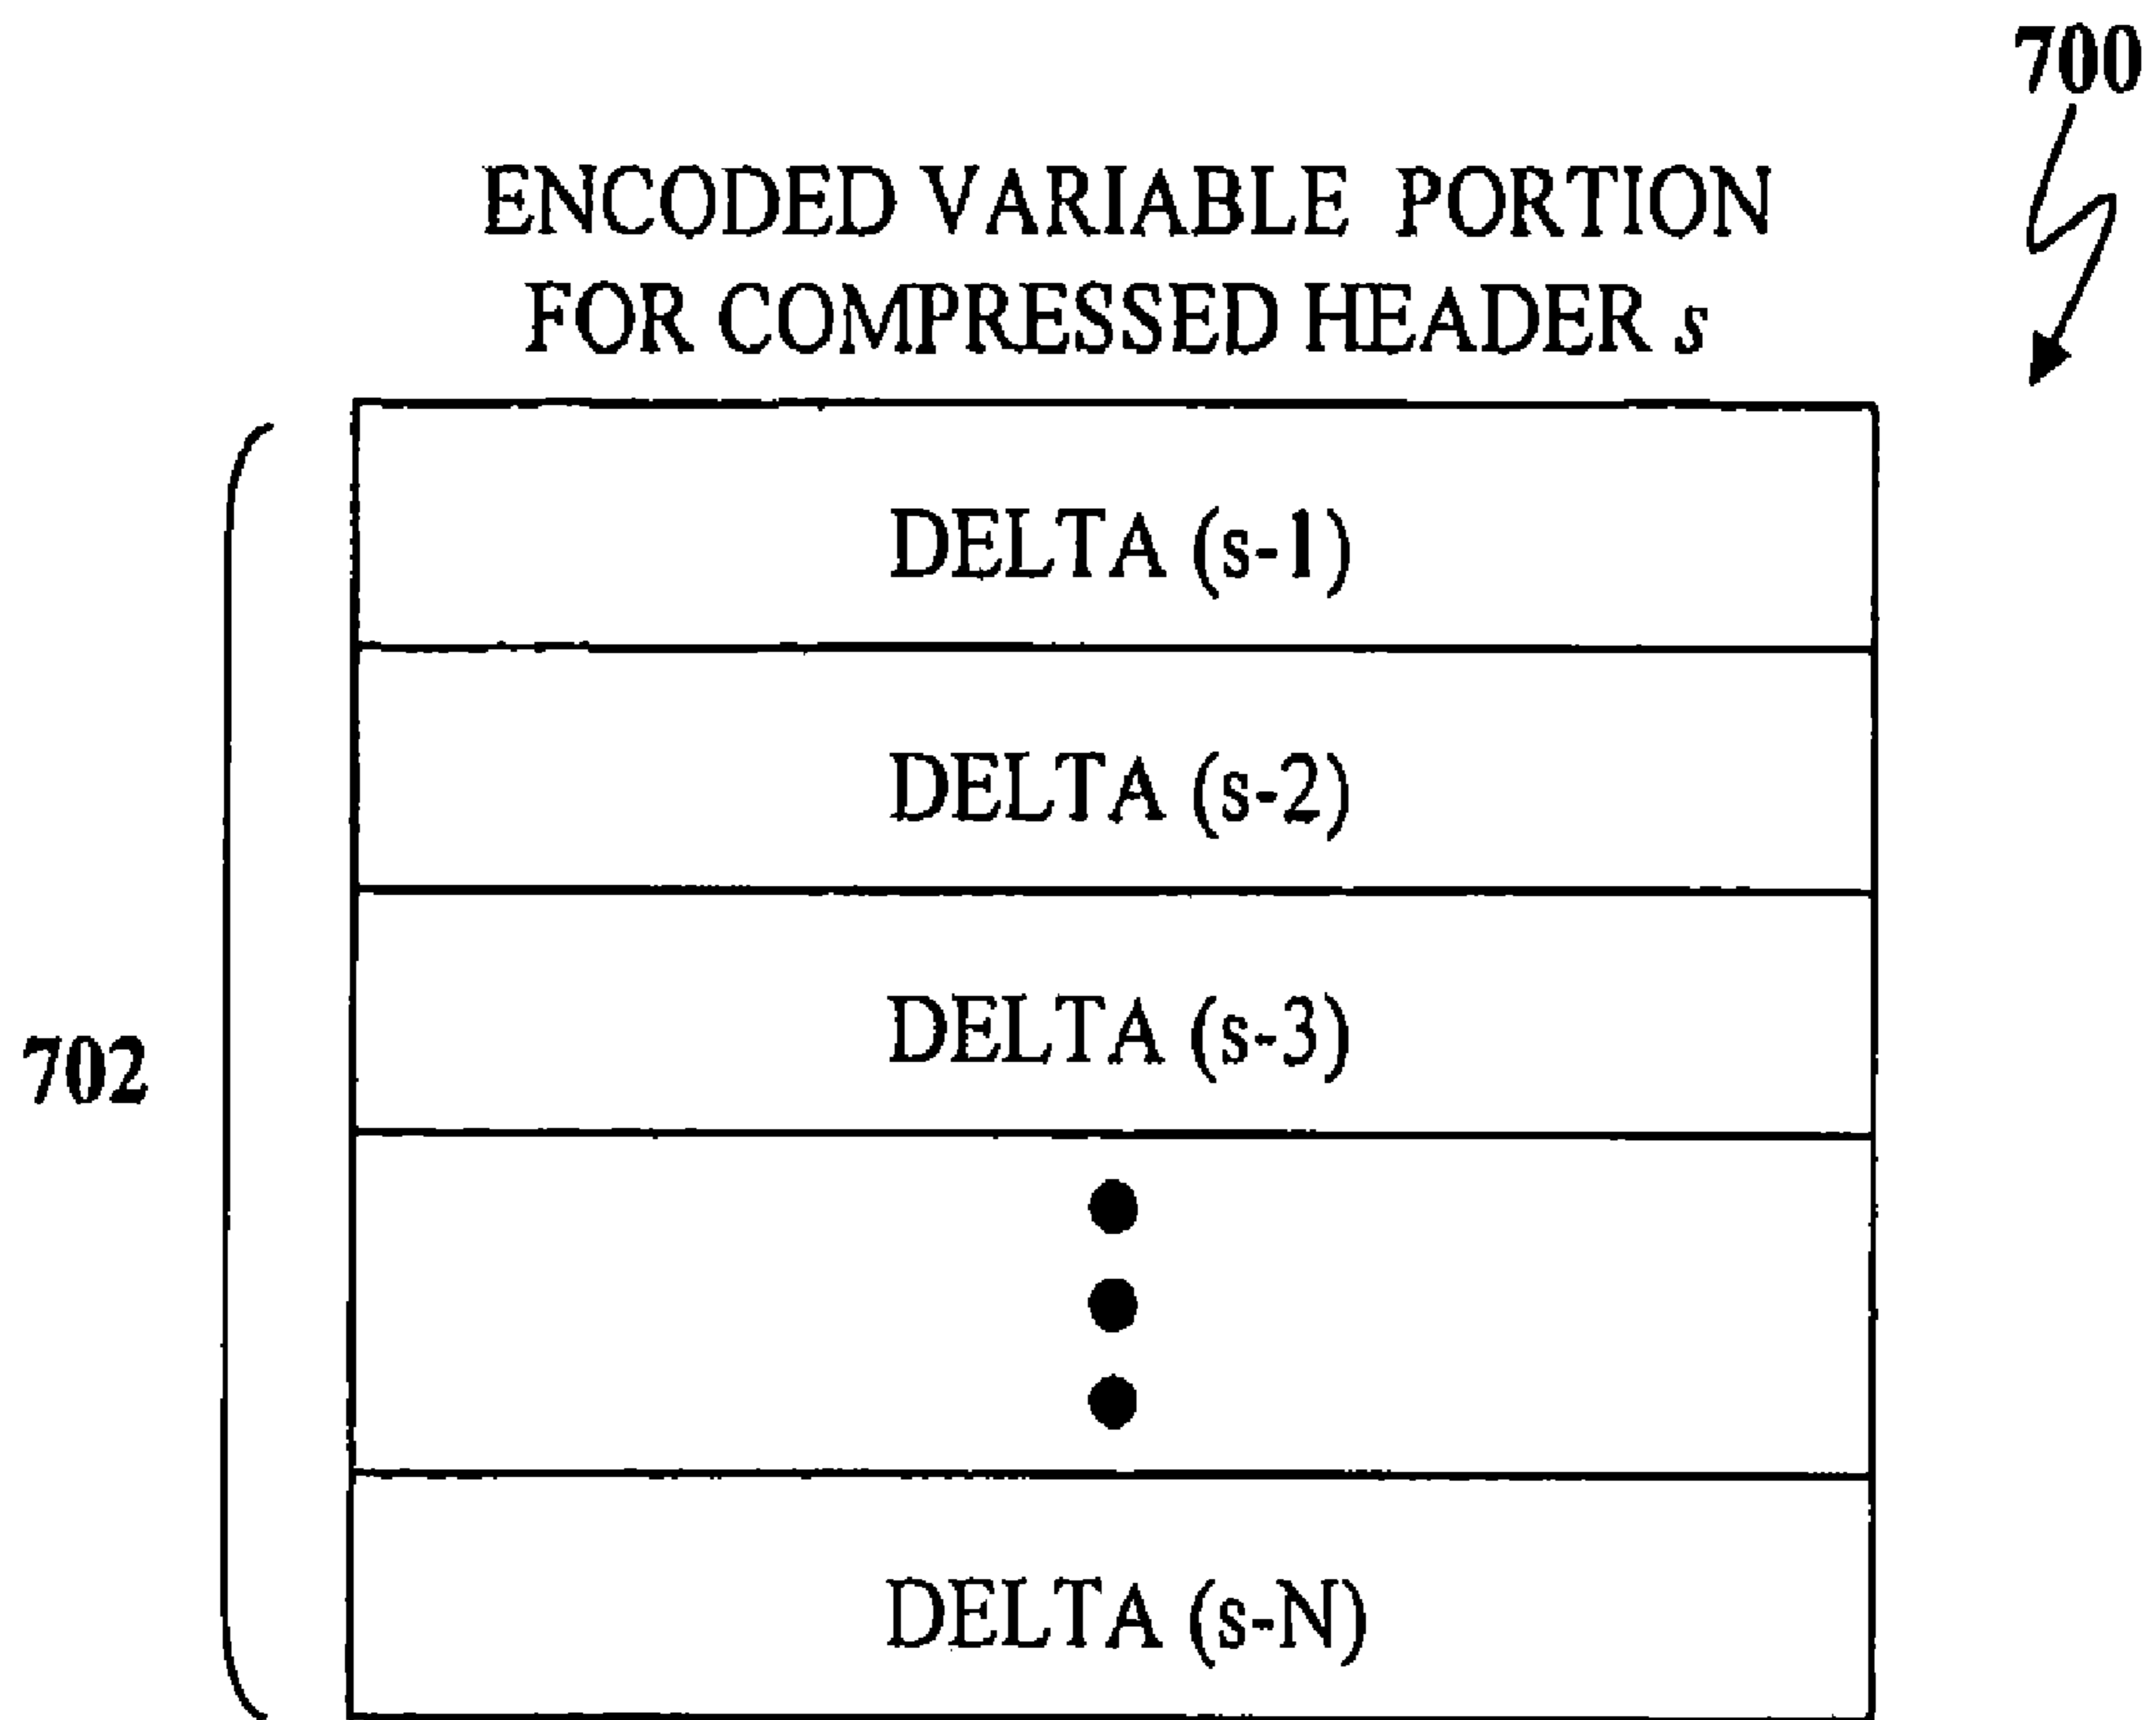 700
ENCODED VARIABLE PORTION
FOR COMPRESSED HEADER s
DELTA (s-1)
DELTA (s-2)
DELTA (s-3)
702
DELTA (s-N)